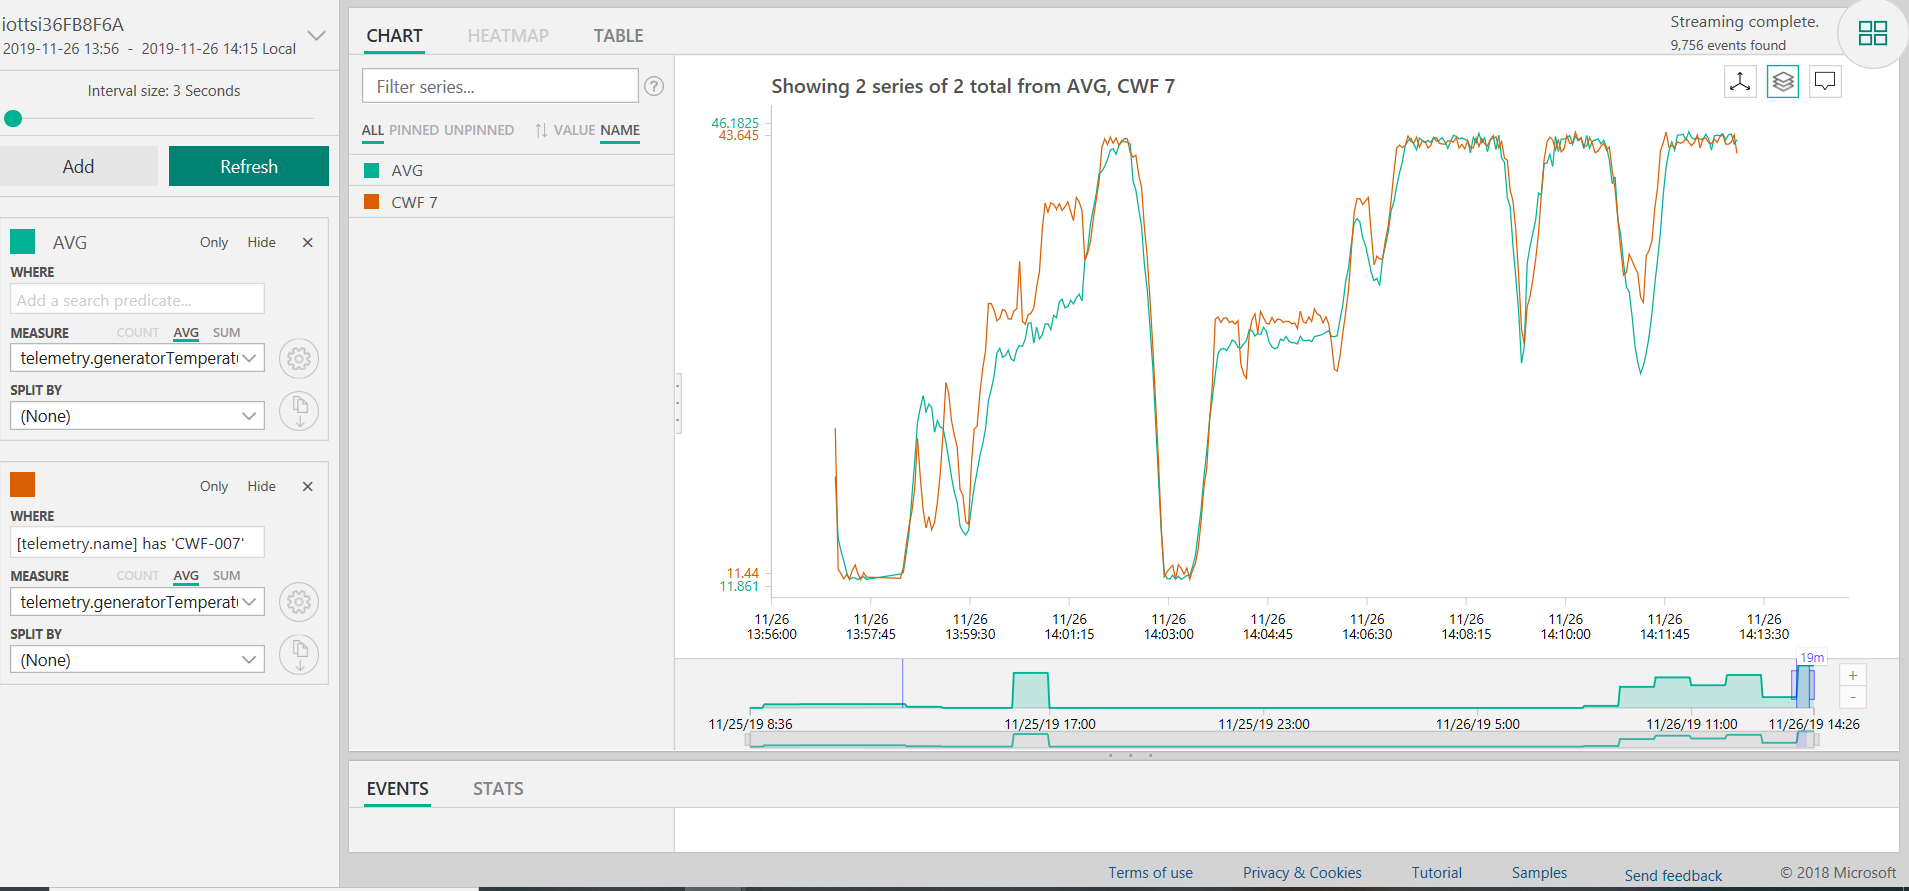 iottsi36FB8F6A
2019-11-26 13:56 - 2019-11-26 14:15 Local
Interval size: 3 Seconds
Add
Refresh
AVG
Only
Hide
×
WHERE
Add a search predicate...
MEASURE
COUNT
AVG
SUM
telemetry.generatorTemperatu
SPLIT BY
(None)
Only
Hide
×
WHERE
[telemetry.name] has 'CWF-007'
MEASURE
COUNT
AVG
SUM
telemetry.generatorTemperatu
SPLIT BY
(None)
CHART
HEATMAP
TABLE
Streaming complete.
9,756 events found
Filter series...
?
ALL PINNED UNPINNED
VALUE NAME
AVG
CWF 7
Showing 2 series of 2 total from AVG, CWF 7
46.1825
43.645
11.44
11.861
11/26 11/26 11/26 11/26 11/26 11/26 11/26 11/26 11/26 11/26 11/26
13:56:00 13:57:45 13:59:30 14:01:15 14:03:00 14:04:45 14:06:30 14:08:15 14:10:00 14:11:45 14:13:30
19m
+
-
11/25/19 8:36 11/25/19 17:00 11/25/19 23:00 11/26/19 5:00 11/26/19 11:00 11/26/19 14:26
EVENTS
STATS
Terms of use
Privacy & Cookies
Tutorial
Samples
Send feedback
© 2018 Microsoft